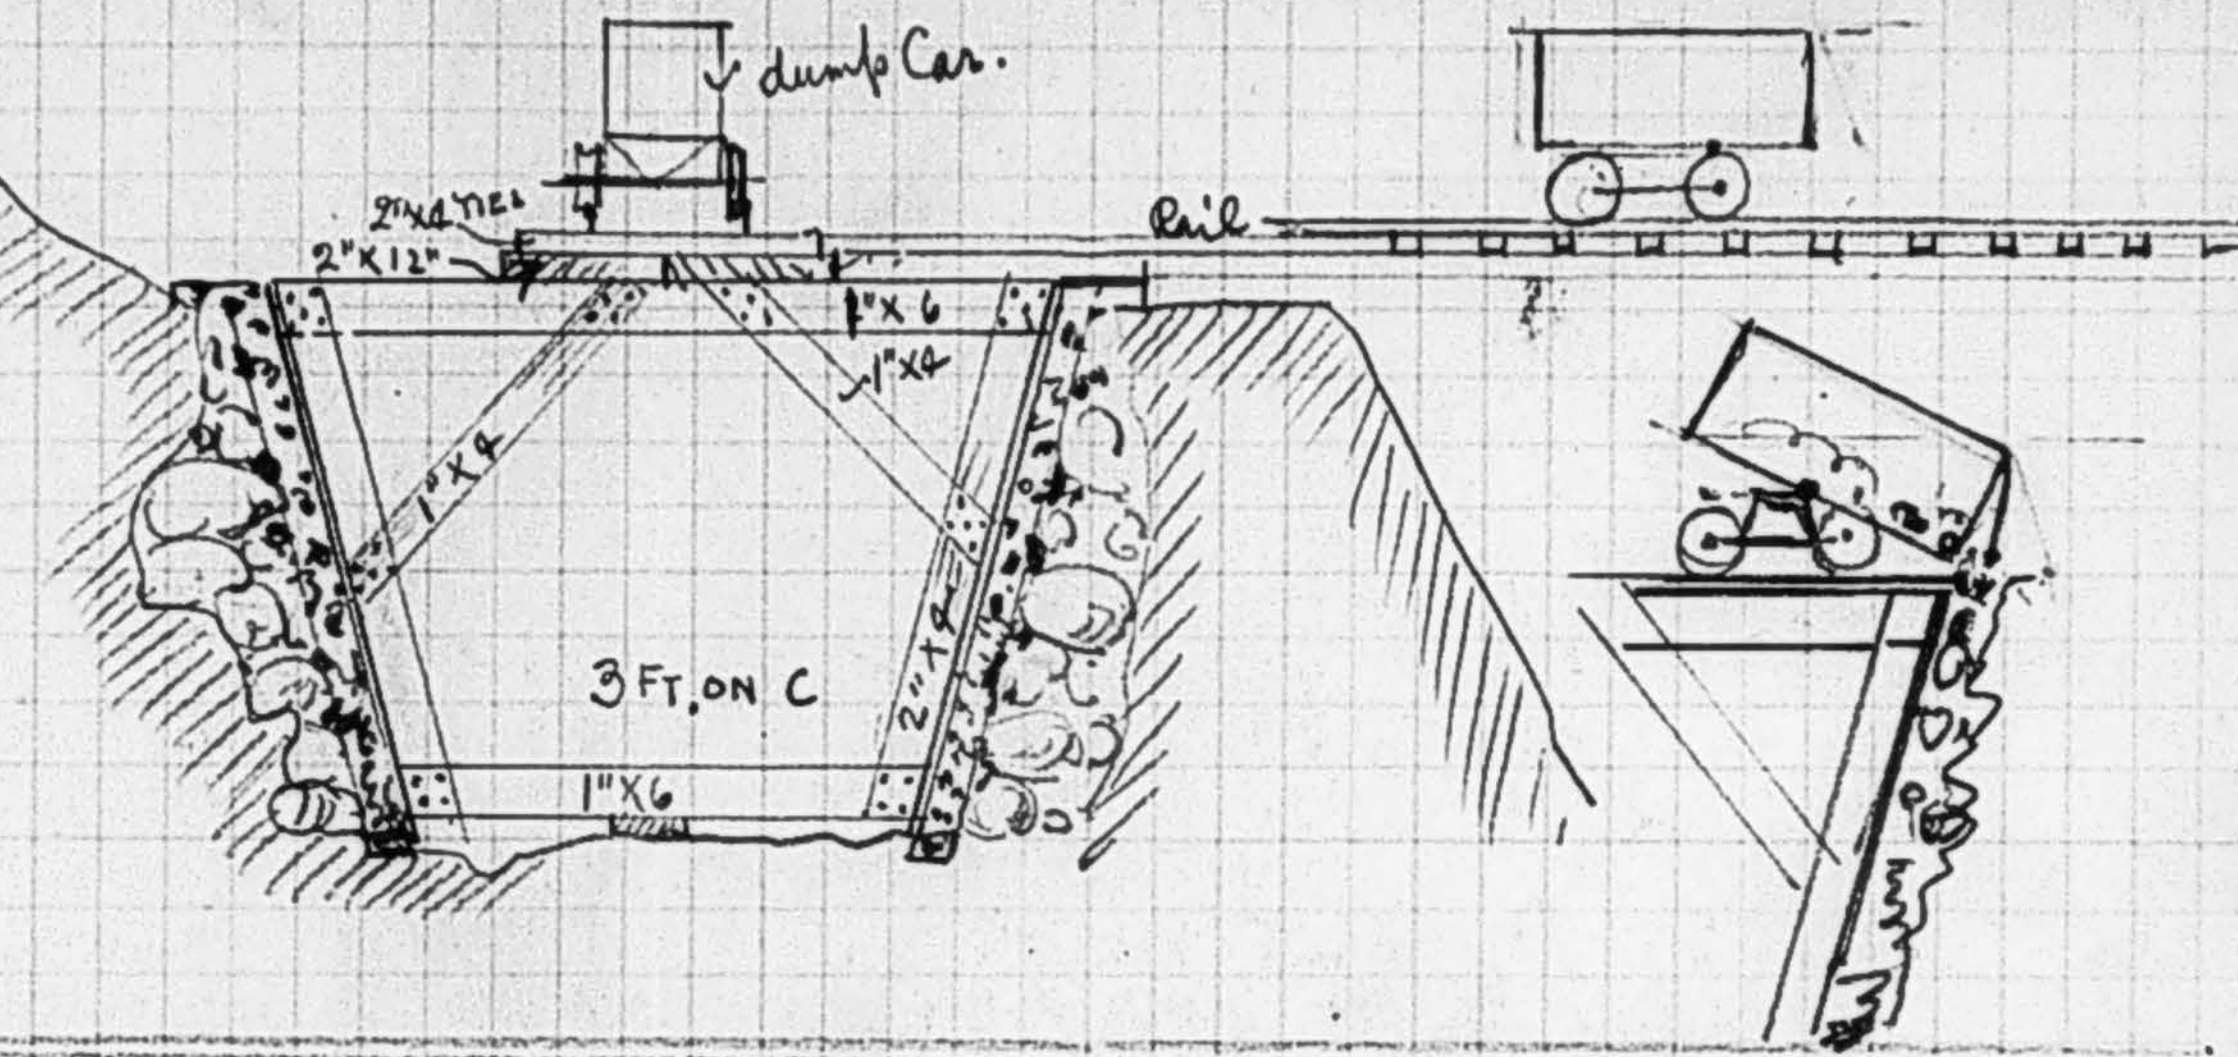 dump Car.
2"X4 TIES
2"X12"
Rail
1"X6
1"X4
1"X4
3 FT. ON C
2"X4
1"X6